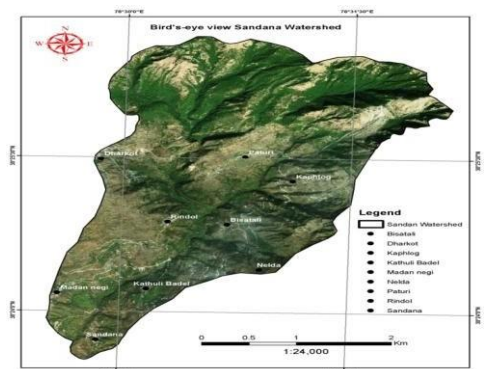 Bird's-eye view Sandana Watershed
N
W E
S
Dharkot
Paturi
Kaphlog
Rindol
Bisatali
Nelda
Madan negi
Kathuli Badel
Sandana
Legend
Sandan Watershed
Bisatali
Dharkot
Kaphlog
Kathuli Badel
Madan negi
Nelda
Paturi
Rindol
Sandana
0 0.5 1 2
Km
1:24,000